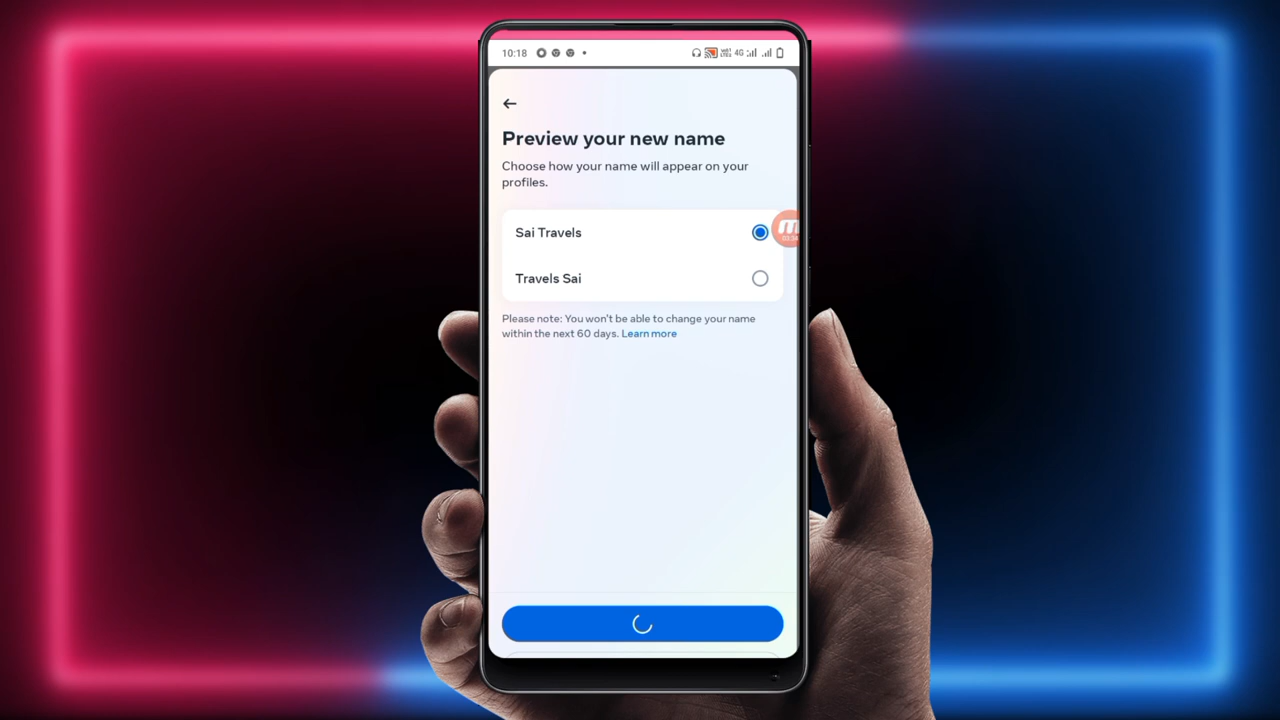 10:18 4G
←
Preview your new name
Choose how your name will appear on your
profiles.
Sai Travels
Travels Sai
Please note: You won't be able to change your name
within the next 60 days. Learn more